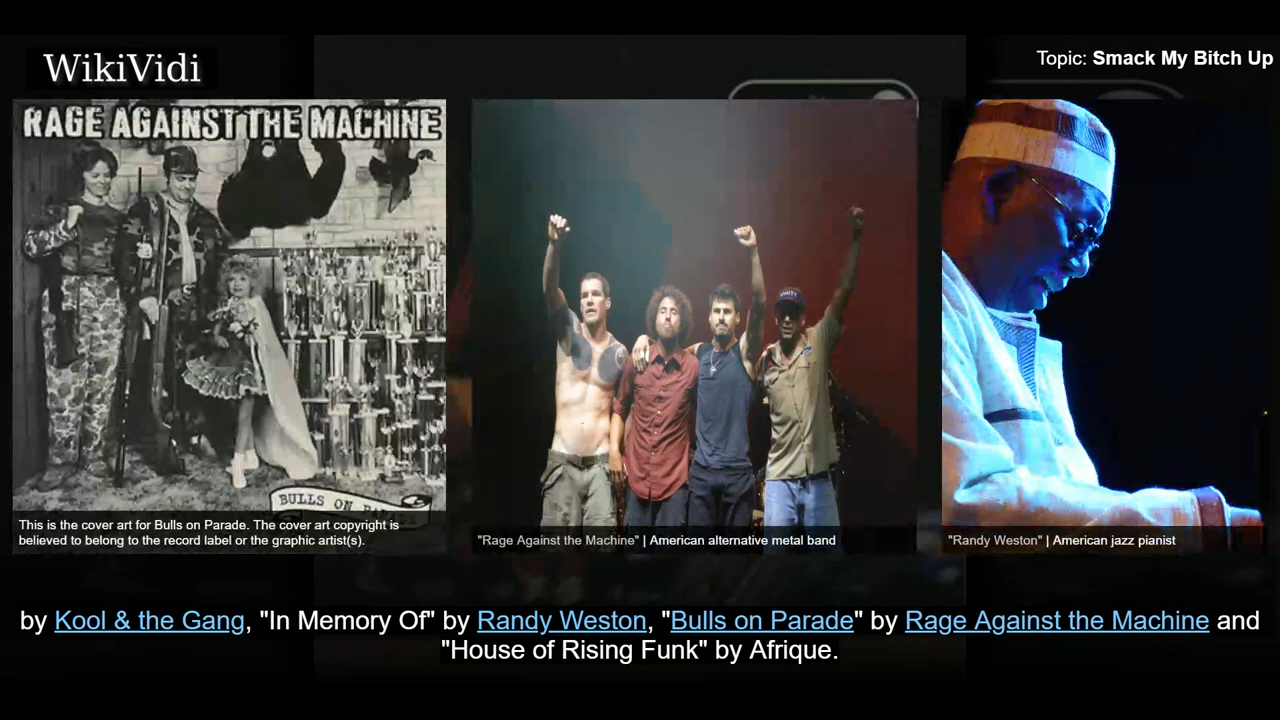 WikiVidi
Topic: Smack My Bitch Up
RAGE AGAINST THE MACHINE
BULLS ON PARADE
This is the cover art for Bulls on Parade. The cover art copyright is
believed to belong to the record label or the graphic artist(s).
"Rage Against the Machine" | American alternative metal band
"Randy Weston" | American jazz pianist
by Kool & the Gang, "In Memory Of" by Randy Weston, "Bulls on Parade" by Rage Against the Machine and
"House of Rising Funk" by Afrique.